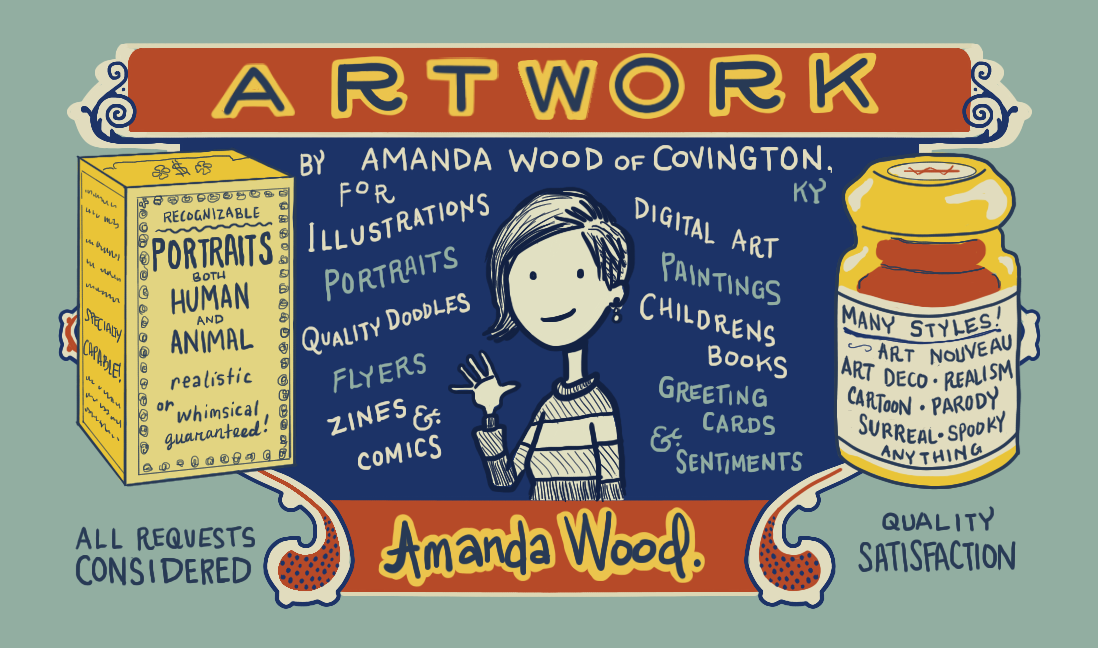 ARTWORK
BY AMANDA WOOD OF COVINGTON,
KY
FOR
ILLUSTRATIONS
PORTRAITS
QUALITY DOODLES
FLYERS
ZINES &
COMICS
DIGITAL ART
PAINTINGS
CHILDRENS
BOOKS
GREETING
CARDS
&
SENTIMENTS
$
SPECIALTY
CAPABLE!
RECOGNIZABLE
PORTRAITS
BOTH
HUMAN
AND
ANIMAL
realistic
or whimsical
guaranteed!
MANY STYLES!
ART NOUVEAU
ART DECO • REALISM
CARTOON • PARODY
SURREAL • SPOOKY
ANYTHING
ALL REQUESTS
CONSIDERED
Amanda Wood.
QUALITY
SATISFACTION